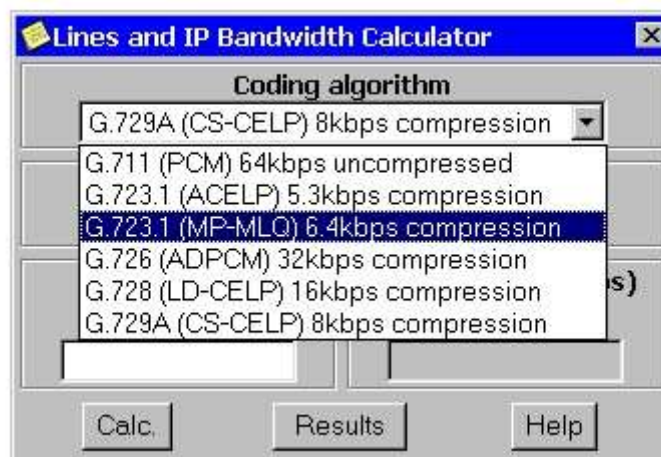 Lines and IP Bandwidth Calculator
Coding algorithm
G.729A (CS-CELP) 8kbps compression
G.711 (PCM) 64kbps uncompressed
G.723.1 (ACELP) 5.3kbps compression
G.723.1 (MP-MLQ) 6.4kbps compression
G.726 (ADPCM) 32kbps compression
G.728 (LD-CELP) 16kbps compression
G.729A (CS-CELP) 8kbps compression
s)
Calc.
Results
Help